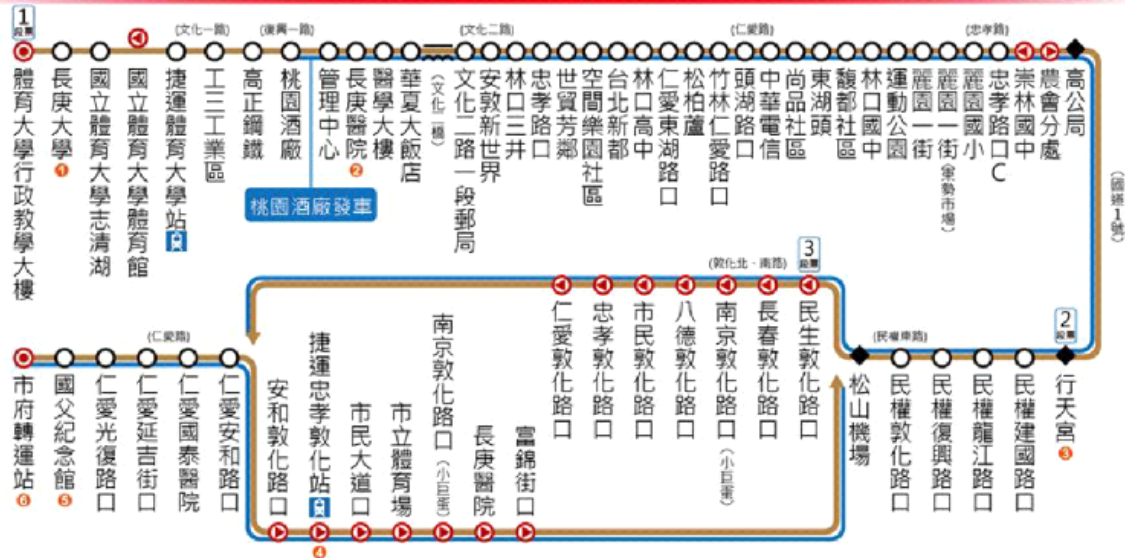 1
段票
(文化一路)
(復興一路)
(文化二路)
(仁愛路)
(忠孝路)
體育大學行政教學大樓
長庚大學
1
國立體育大學志清湖
國立體育大學體育館
捷運體育大學站
工三工業區
高正鋼鐵
桃園酒廠
管理中心
長庚醫院
2
醫學大樓
華夏大飯店
(文化一橋)
文化二路一段郵局
安敦新世界
林口三井
忠孝路口
世貿芳鄰
空間樂園社區
台北新都
林口高中
仁愛東湖路口
松柏蘆
竹林仁愛路口
頭湖路口
中華電信
尚品社區
東湖頭
馥都社區
林口國中
運動公園
麗園一街
麗園一街(軍勢市場)
麗園國小
忠孝路口C
崇林國中
農會分處
高公局
桃園酒廠發車
(國道1號)
2
段票
行天宮
3
(民權東路)
民權建國路口
民權龍江路口
民權復興路口
民權敦化路口
松山機場
3
段票
(敦化北、南路)
民生敦化路口
長春敦化路口
南京敦化路口(小巨蛋)
八德敦化路口
市民敦化路口
忠孝敦化路口
仁愛敦化路口
富錦街口
長庚醫院
南京敦化路口(小巨蛋)
市立體育場
市民大道口
捷運忠孝敦化站
4
安和敦化路口
(仁愛路)
仁愛安和路口
仁愛國泰醫院
仁愛延吉街口
仁愛光復路口
國父紀念館
5
市府轉運站
6